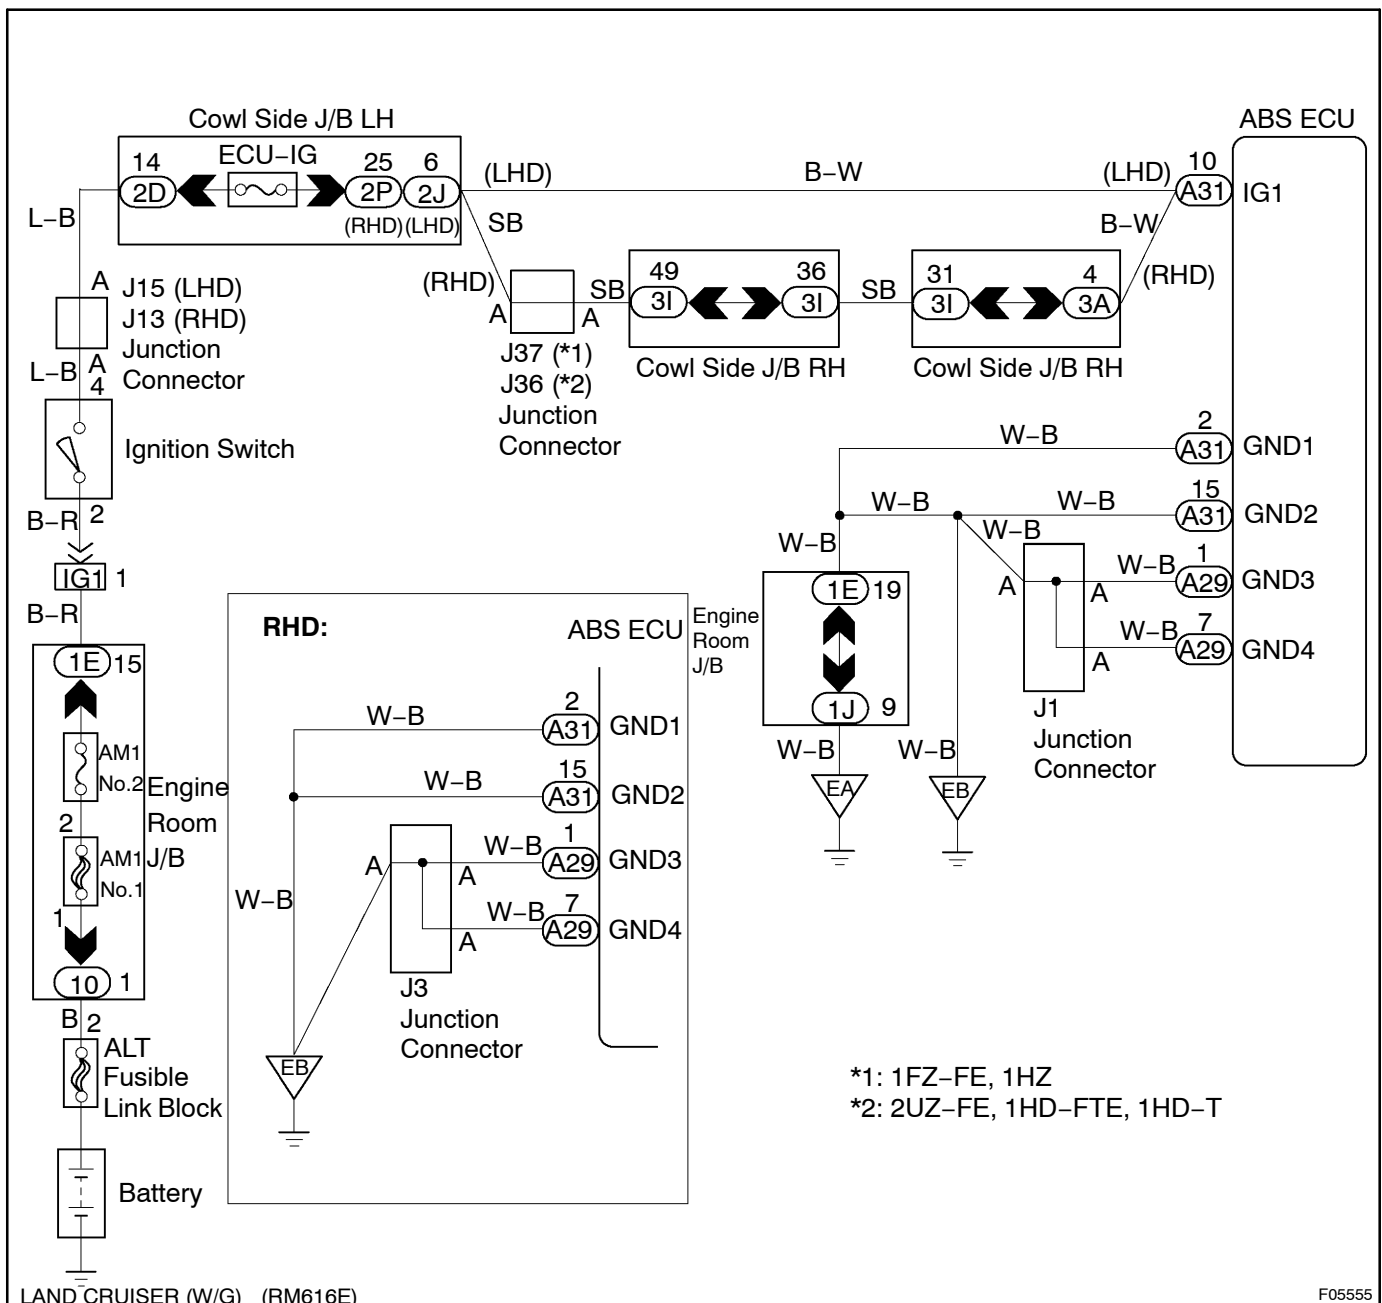 Cowl Side J/B LH
ABS ECU
14
ECU−IG
25
6
10
2D
2P
2J
(LHD)
B−W
(LHD)
A31
IG1
(RHD)
(LHD)
SB
B−W
L−B
(RHD)
(RHD)
A
J15 (LHD)
J13 (RHD)
Junction
Connector
A
L−B
4
A
SB
A
J37 (*1)
J36 (*2)
Junction
Connector
49
3I
36
3I
Cowl Side J/B RH
SB
31
3I
4
3A
Cowl Side J/B RH
Ignition Switch
2
B−R
IG1
1
B−R
1E
15
AM1
No.2
2
AM1
No.1
1
Engine
Room
J/B
10
1
B
2
ALT
Fusible
Link Block
Battery
W−B
2
A31
GND1
W−B
W−B
15
A31
GND2
W−B
W−B
A
A
W−B
1
A29
GND3
A
W−B
7
A29
GND4
J1
Junction
Connector
Engine
Room
J/B
1E
19
1J
9
W−B
W−B
EA
EB
RHD:
ABS ECU
W−B
2
A31
GND1
W−B
15
A31
GND2
A
A
W−B
1
A29
GND3
W−B
A
W−B
7
A29
GND4
J3
Junction
Connector
EB
*1: 1FZ−FE, 1HZ
*2: 2UZ−FE, 1HD−FTE, 1HD−T
LAND CRUISER (W/G) (RM616E)
F05555